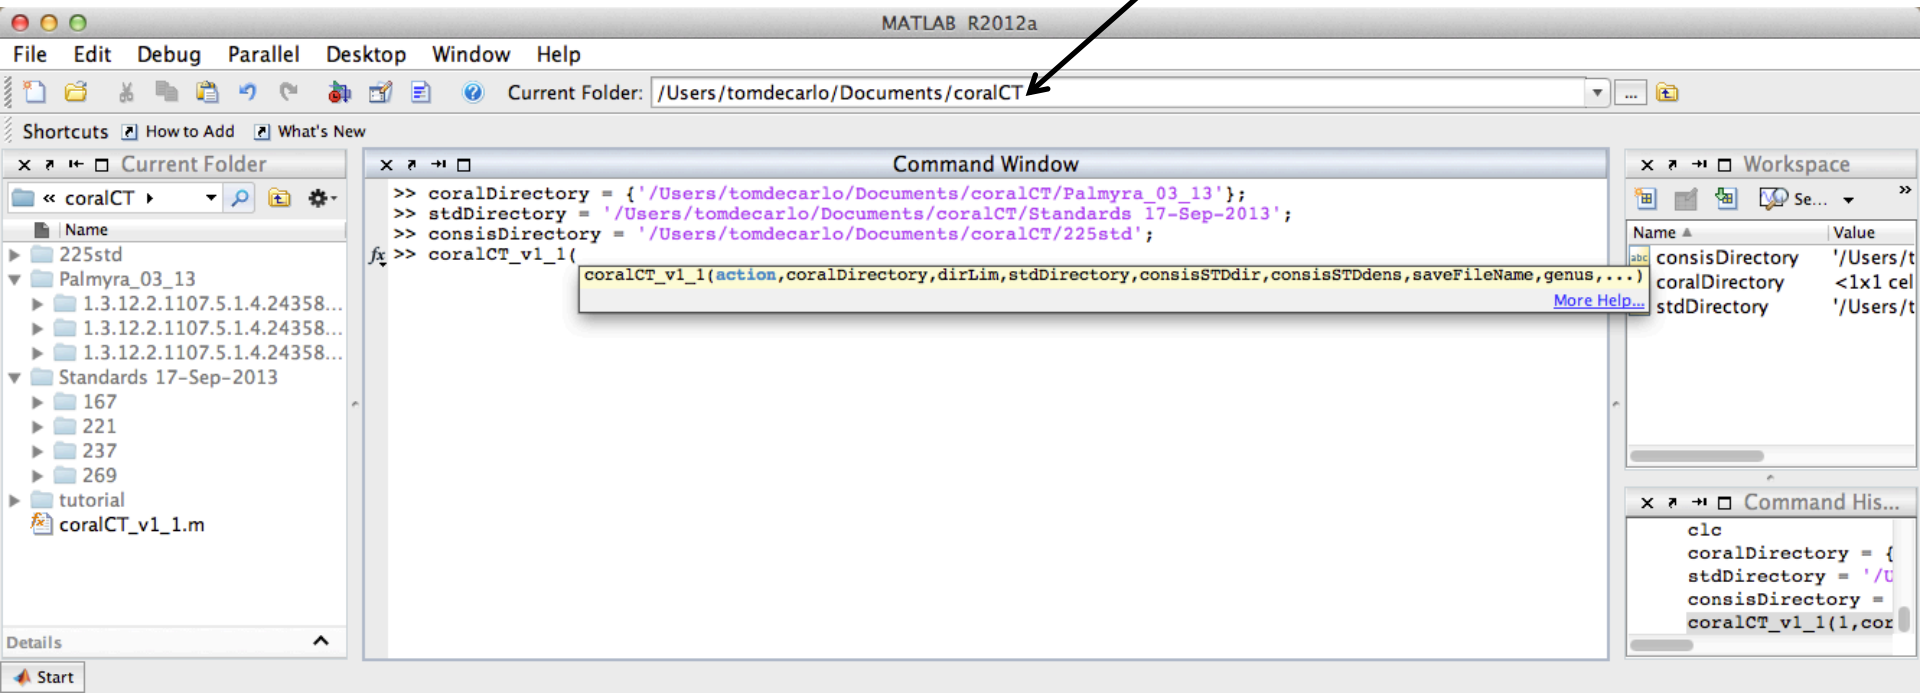 MATLAB R2012a
File Edit Debug Parallel Desktop Window Help
Current Folder: /Users/tomdecarlo/Documents/coralCT
...
Shortcuts How to Add What's New
Current Folder
« coralCT
Name
225std
Palmyra_03_13
1.3.12.2.1107.5.1.4.24358...
1.3.12.2.1107.5.1.4.24358...
1.3.12.2.1107.5.1.4.24358...
Standards 17-Sep-2013
167
221
237
269
tutorial
coralCT_v1_1.m
Details
Start
Command Window
>> coralDirectory = {'/Users/tomdecarlo/Documents/coralCT/Palmyra_03_13'};
>> stdDirectory = '/Users/tomdecarlo/Documents/coralCT/Standards 17-Sep-2013';
>> consisDirectory = '/Users/tomdecarlo/Documents/coralCT/225std';
fx >> coralCT_v1_1(
coralCT_v1_1(action,coralDirectory,dirLim,stdDirectory,consisSTDdir,consisSTDdens,saveFileName,genus,...)
More Help...
Workspace
Se... »
Name Value
abc consisDirectory '/Users/t
coralDirectory <1x1 cel
stdDirectory '/Users/t
Command His...
clc
coralDirectory = {
stdDirectory = '/U
consisDirectory =
coralCT_v1_1(1,cor